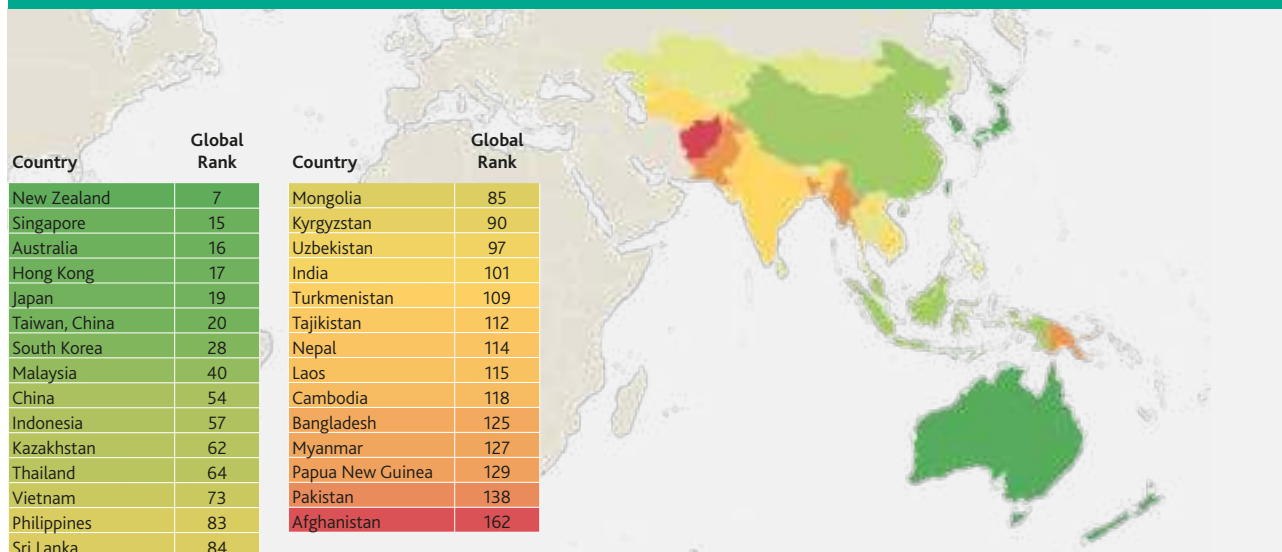 Country Global Rank
New Zealand 7
Singapore 15
Australia 16
Hong Kong 17
Japan 19
Taiwan, China 20
South Korea 28
Malaysia 40
China 54
Indonesia 57
Kazakhstan 62
Thailand 64
Vietnam 73
Philippines 83
Sri Lanka 84
Country Global Rank
Mongolia 85
Kyrgyzstan 90
Uzbekistan 97
India 101
Turkmenistan 109
Tajikistan 112
Nepal 114
Laos 115
Cambodia 118
Bangladesh 125
Myanmar 127
Papua New Guinea 129
Pakistan 138
Afghanistan 162